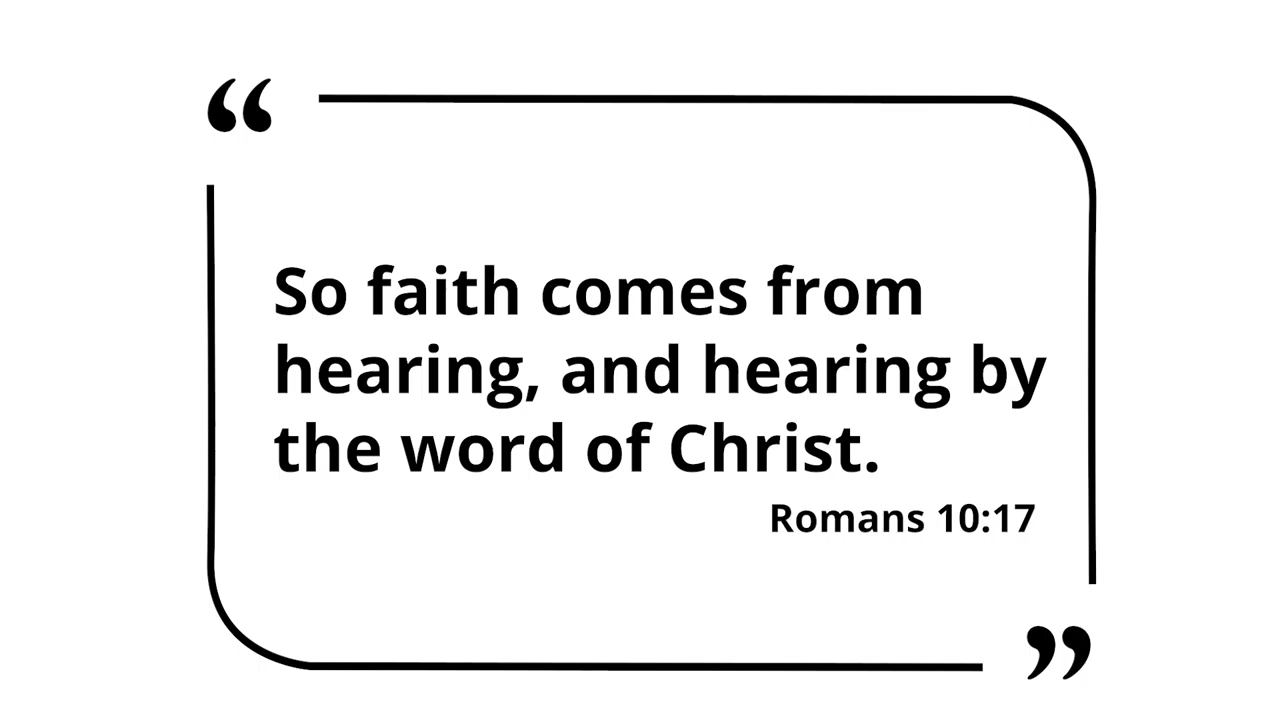 “
So faith comes from
hearing, and hearing by
the word of Christ.
Romans 10:17
”